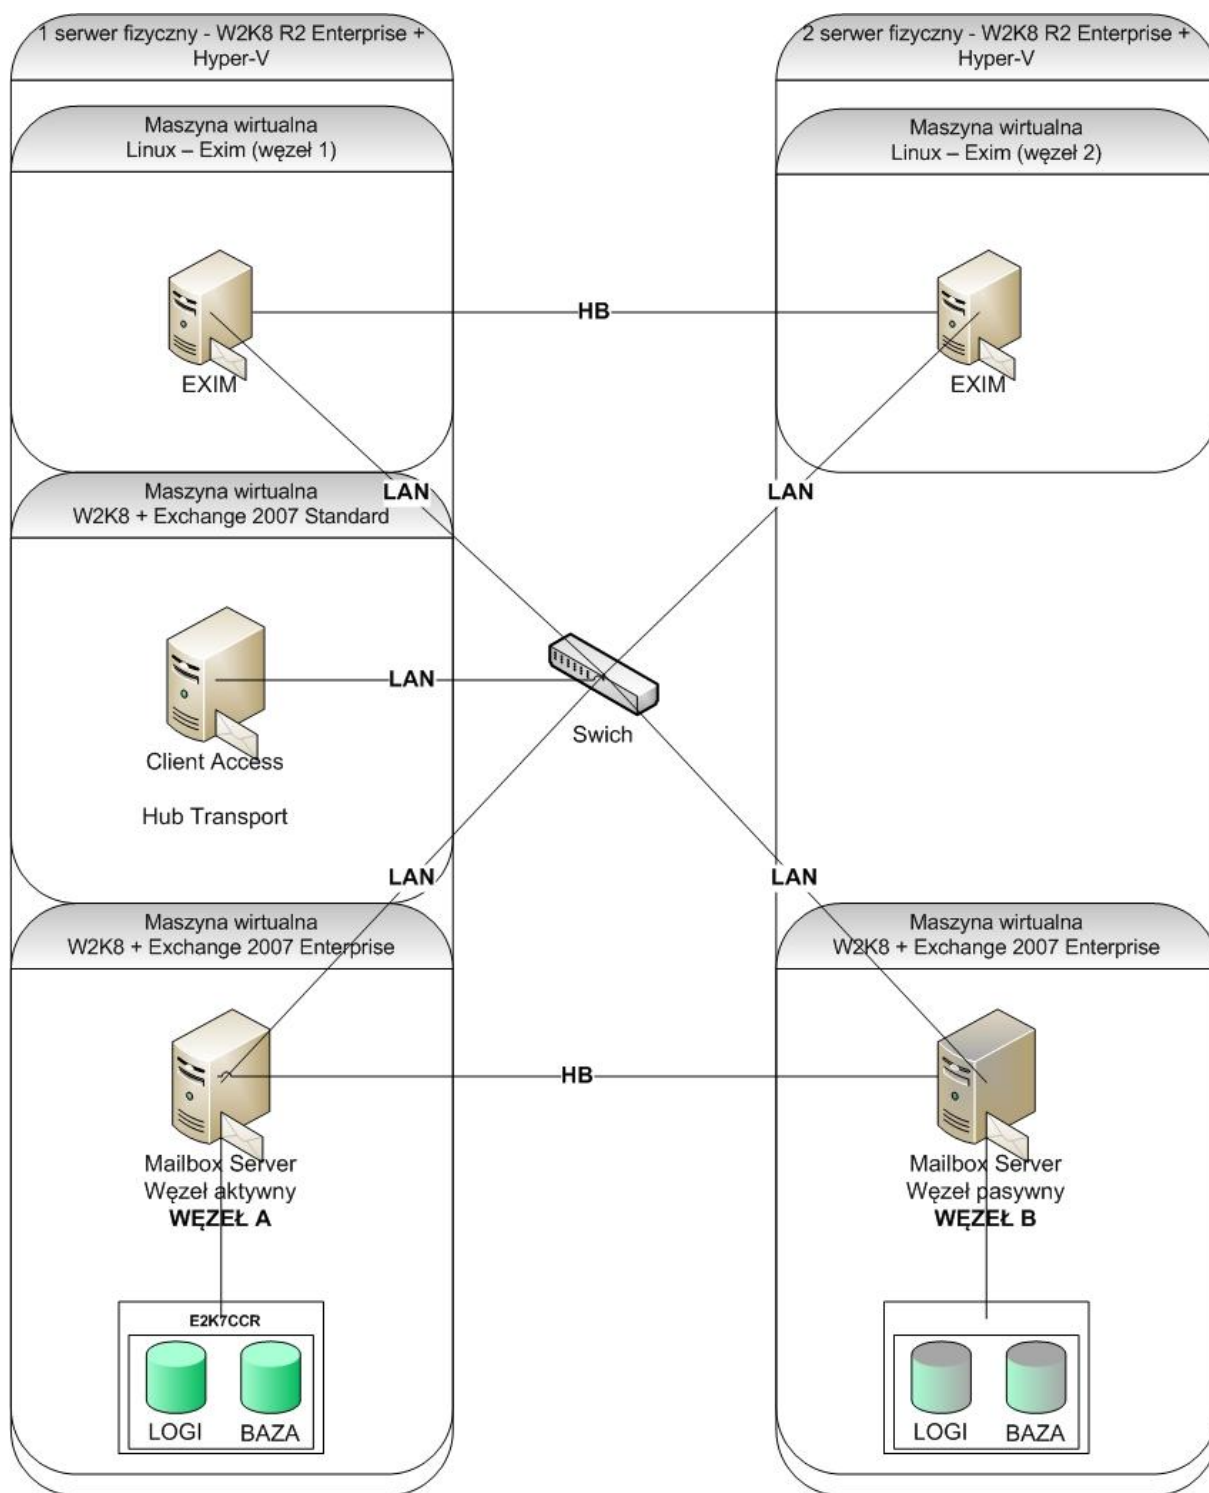 1 serwer fizyczny - W2K8 R2 Enterprise +
Hyper-V
2 serwer fizyczny - W2K8 R2 Enterprise +
Hyper-V
Maszyna wirtualna
Linux – Exim (węzeł 1)
Maszyna wirtualna
Linux – Exim (węzeł 2)
HB
EXIM
EXIM
LAN
LAN
Maszyna wirtualna
W2K8 + Exchange 2007 Standard
LAN
Swich
Client Access
Hub Transport
LAN
LAN
Maszyna wirtualna
W2K8 + Exchange 2007 Enterprise
Maszyna wirtualna
W2K8 + Exchange 2007 Enterprise
HB
Mailbox Server
Węzeł aktywny
WĘZEŁ A
Mailbox Server
Węzeł pasywny
WĘZEŁ B
E2K7CCR
LOGI
BAZA
LOGI
BAZA